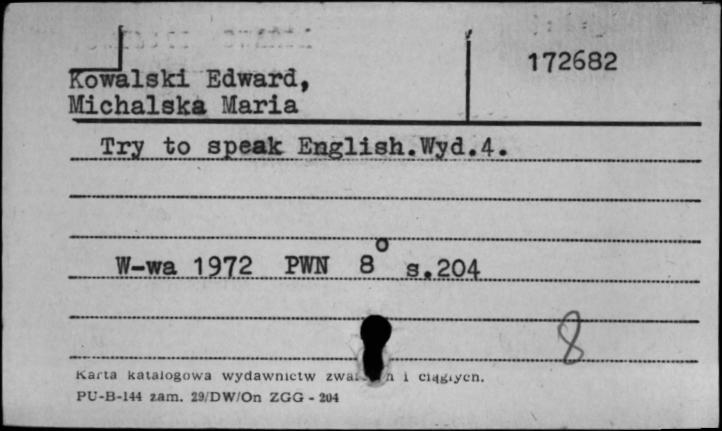 172682
Kowalski Edward,
Michalska Maria
Try to speak English.Wyd.4.
W-wa 1972 PWN 8° s.204
8
Karta katalogowa wydawnictw i ciągłych.
PU-B-144 zam. 29/DW/On ZGG - 204